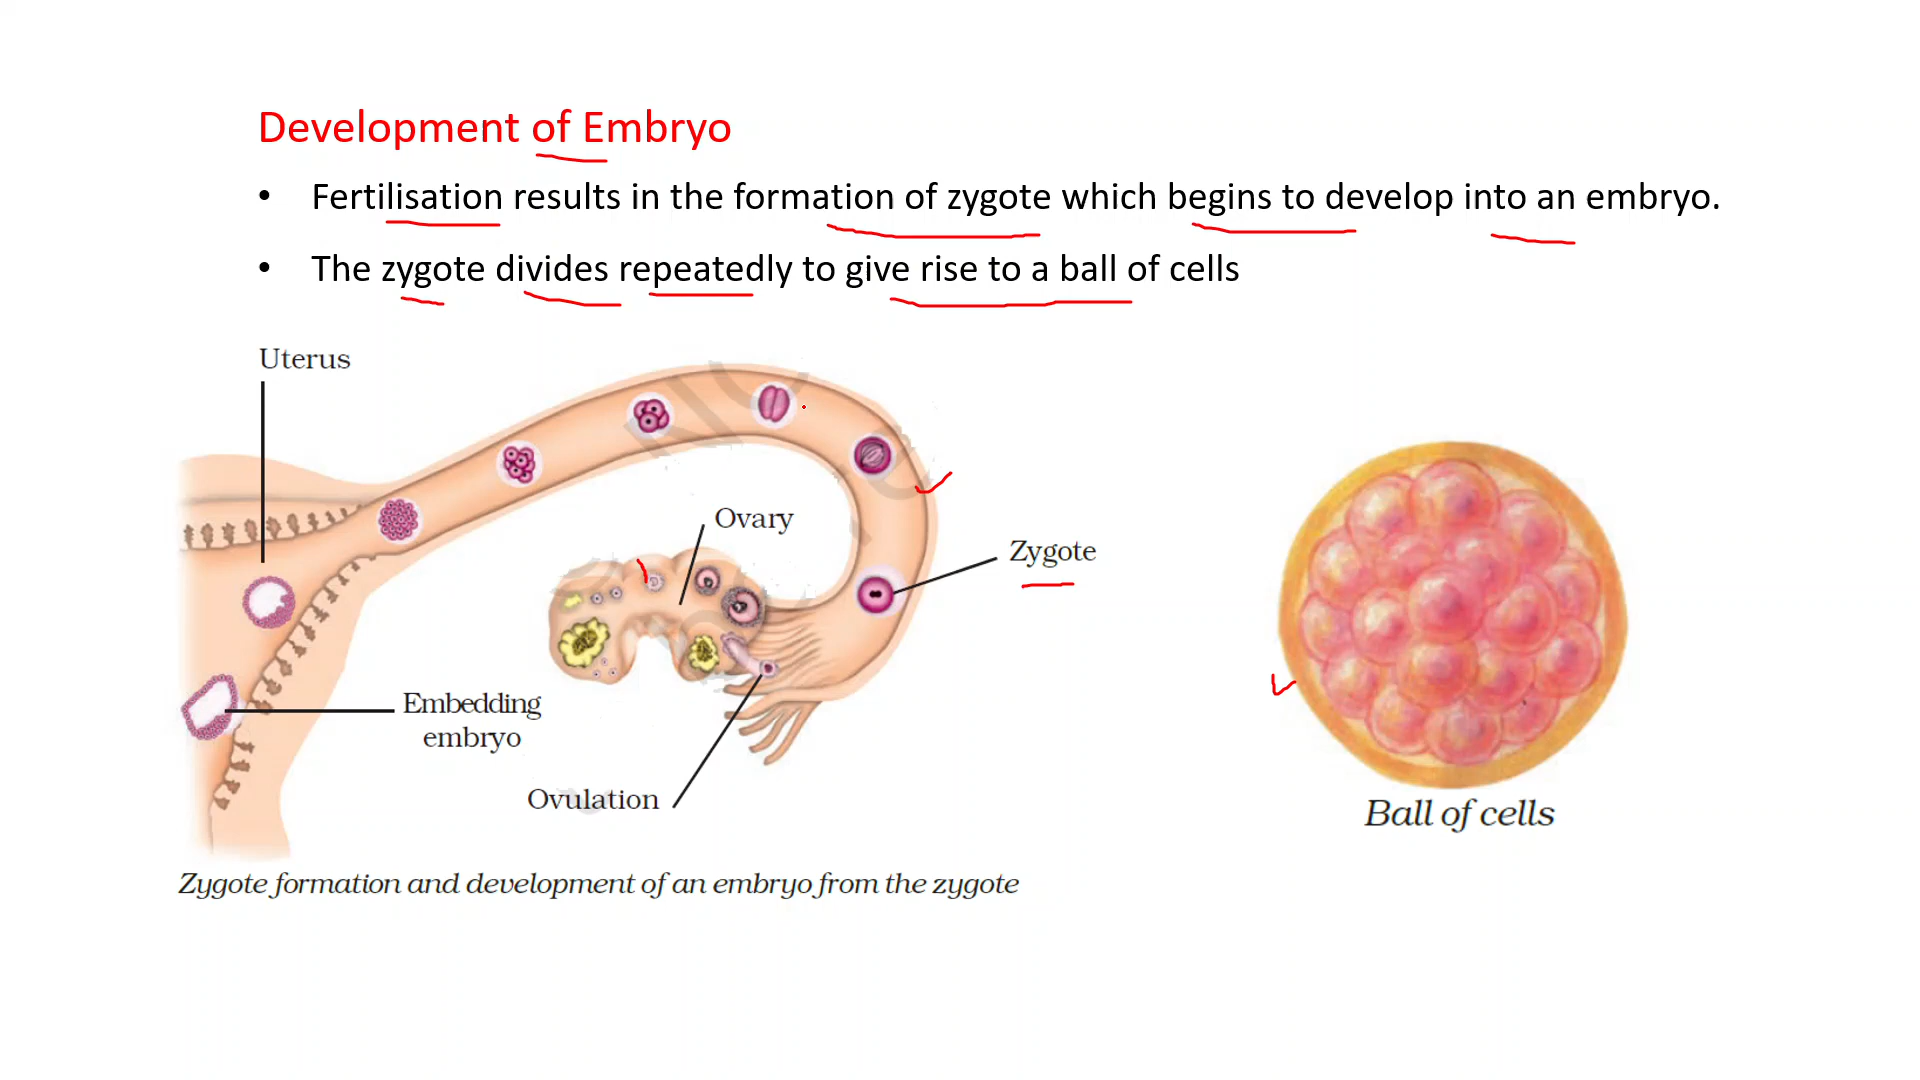 Development of Embryo
• Fertilisation results in the formation of zygote which begins to develop into an embryo.
• The zygote divides repeatedly to give rise to a ball of cells
Uterus
Ovary
Zygote
Embedding
embryo
Ovulation
Ball of cells
Zygote formation and development of an embryo from the zygote